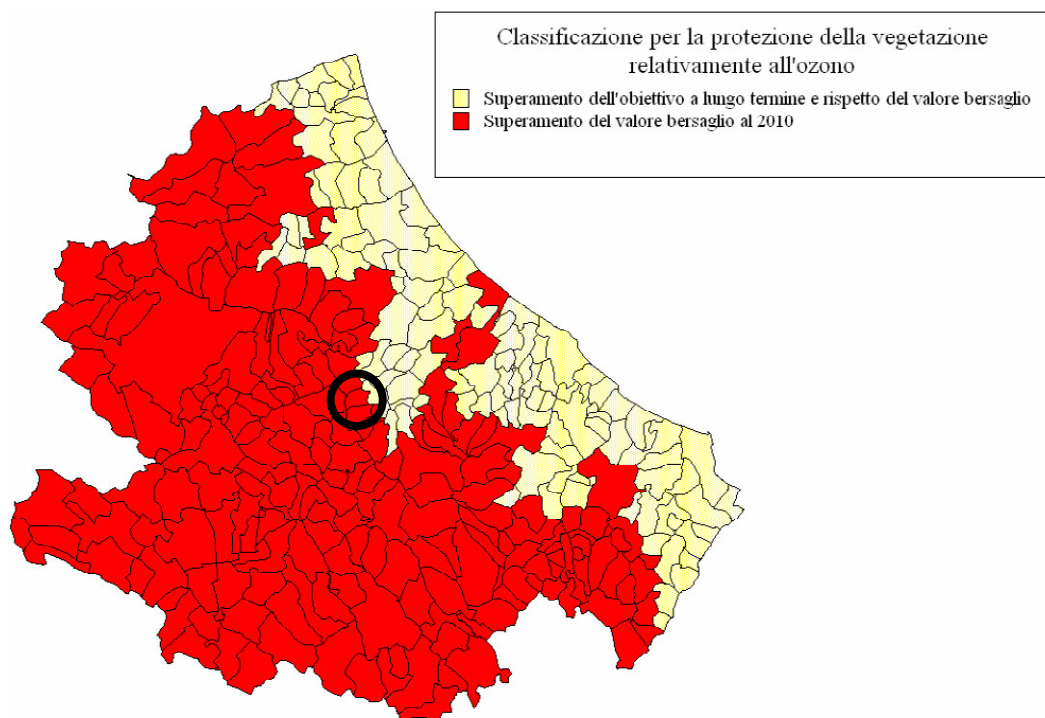 Classificazione per la protezione della vegetazione
relativamente all'ozono
Superamento dell'obiettivo a lungo termine e rispetto del valore bersaglio
Superamento del valore bersaglio al 2010